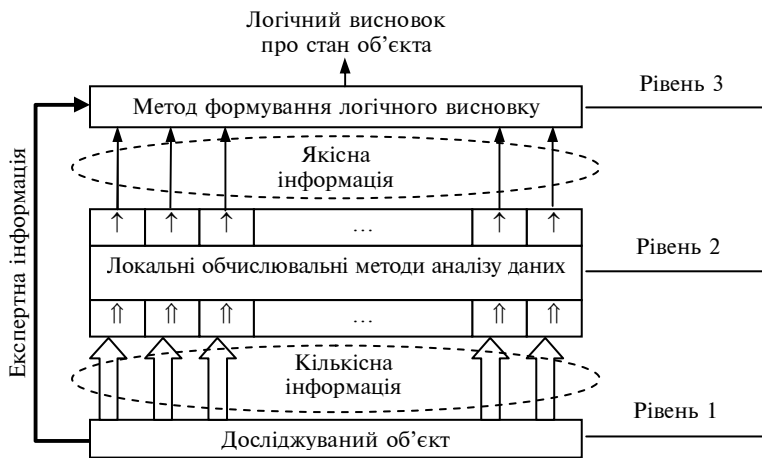 Логічний висновок
про стан об’єкта
Метод формування логічного висновку
Рівень 3
Якісна
інформація
↑ ↑ ↑ … ↑ ↑
Локальні обчислювальні методи аналізу даних
Рівень 2
⇑ ⇑ ⇑ … ⇑ ⇑
Кількісна
інформація
Рівень 1
Досліджуваний об’єкт
Експертна інформація